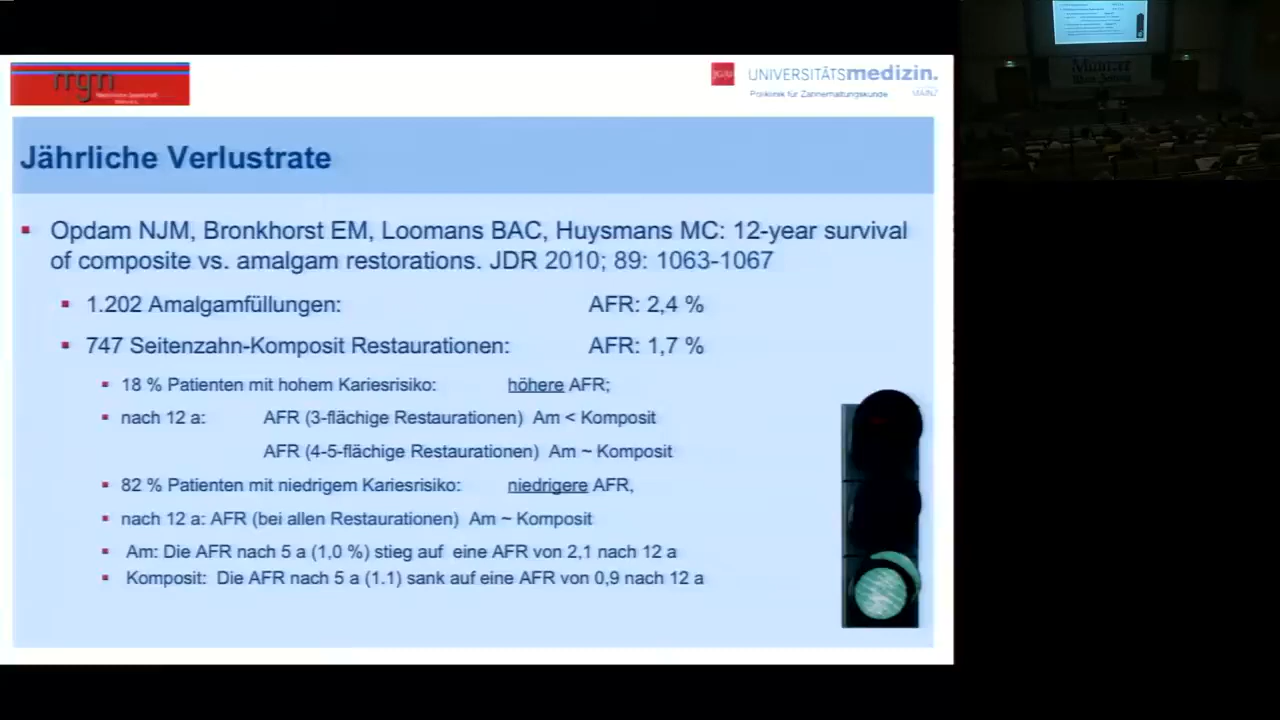 mgn
JG|U UNIVERSITÄTSmedizin.
Poliklinik für Zahnerhaltungskunde MAINZ
Jährliche Verlustrate
Opdam NJM, Bronkhorst EM, Loomans BAC, Huysmans MC: 12-year survival
of composite vs. amalgam restorations. JDR 2010; 89: 1063-1067
1.202 Amalgamfüllungen: AFR: 2,4 %
747 Seitenzahn-Komposit Restaurationen: AFR: 1,7 %
18 % Patienten mit hohem Kariesrisiko: höhere AFR;
nach 12 a: AFR (3-flächige Restaurationen) Am < Komposit
AFR (4-5-flächige Restaurationen) Am ~ Komposit
82 % Patienten mit niedrigem Kariesrisiko: niedrigere AFR,
nach 12 a: AFR (bei allen Restaurationen) Am ~ Komposit
Am: Die AFR nach 5 a (1,0 %) stieg auf eine AFR von 2,1 nach 12 a
Komposit: Die AFR nach 5 a (1.1) sank auf eine AFR von 0,9 nach 12 a